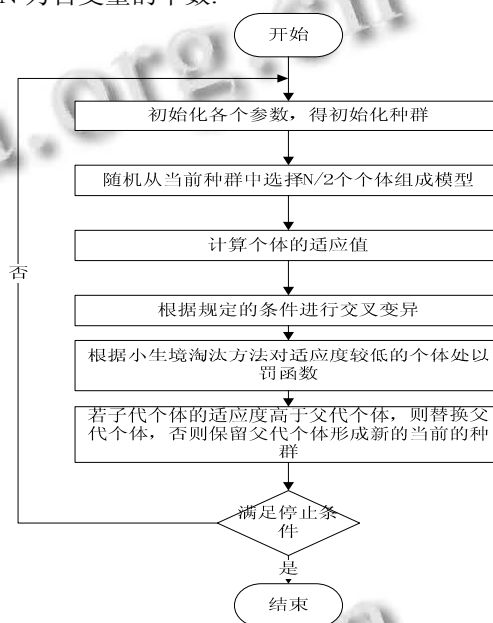 N 为自变量的个数.
开始
初始化各个参数，得初始化种群
随机从当前种群中选择N/2个个体组成模型
计算个体的适应值
否
根据规定的条件进行交叉变异
根据小生境淘汰方法对适应度较低的个体处以
罚函数
若子代个体的适应度高于父代个体，则替换父
代个体，否则保留父代个体形成新的当前的种
群
满足停止条
件
是
结束